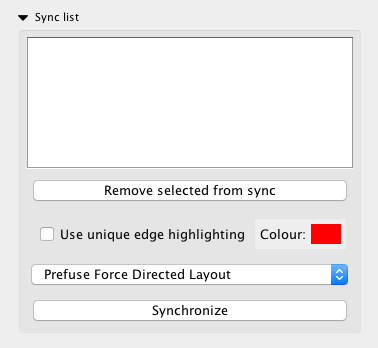 Sync list
Remove selected from sync
Use unique edge highlighting Colour:
Prefuse Force Directed Layout
Synchronize